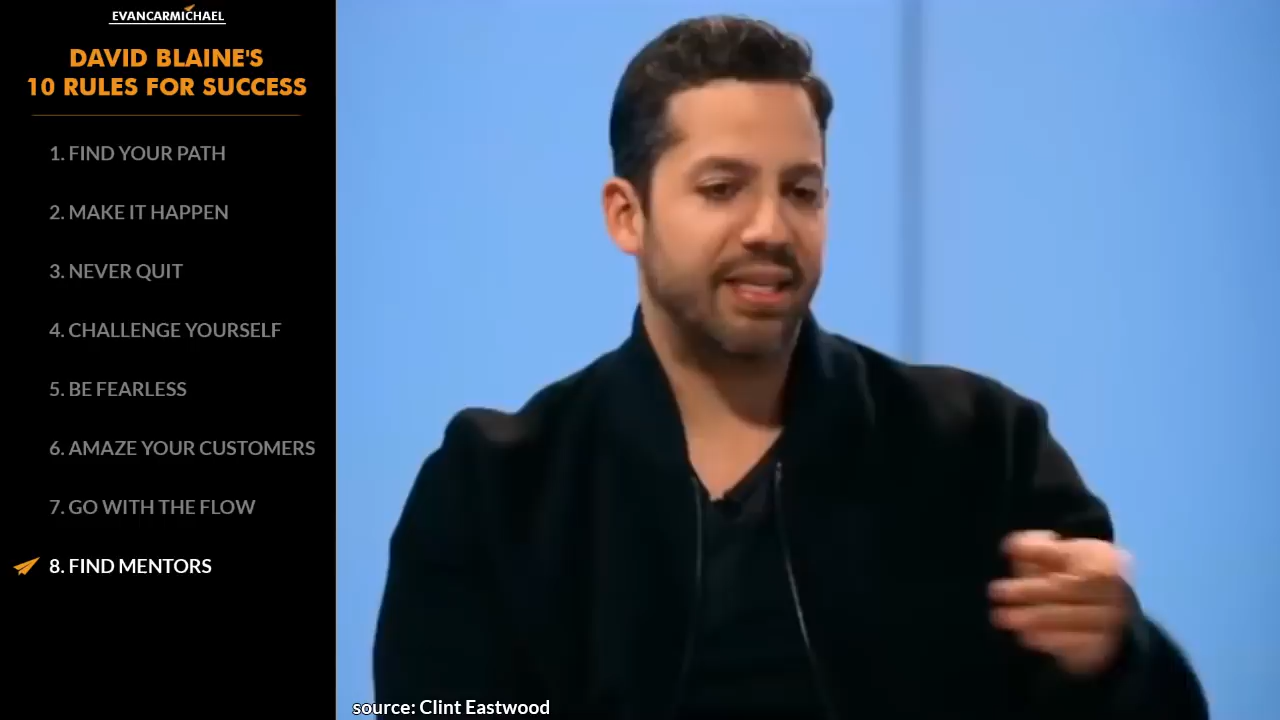 EVANCARMICHAEL
DAVID BLAINE'S
10 RULES FOR SUCCESS
1. FIND YOUR PATH
2. MAKE IT HAPPEN
3. NEVER QUIT
4. CHALLENGE YOURSELF
5. BE FEARLESS
6. AMAZE YOUR CUSTOMERS
7. GO WITH THE FLOW
8. FIND MENTORS
source: Clint Eastwood